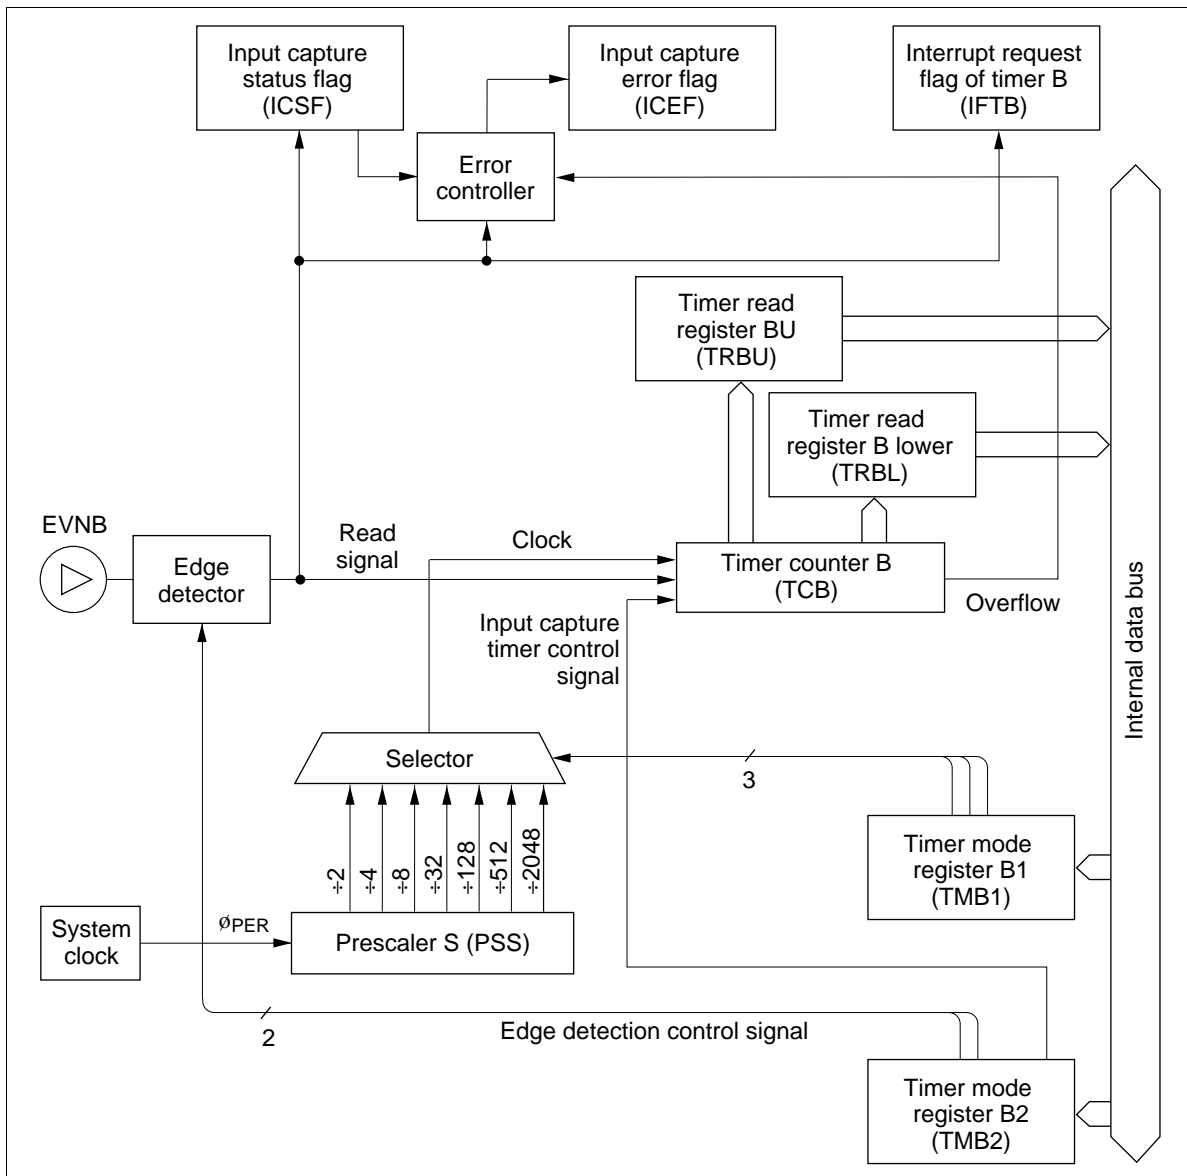 Input capture
status flag
(ICSF)
Input capture
error flag
(ICEF)
Interrupt request
flag of timer B
(IFTB)
Error
controller
Timer read
register BU
(TRBU)
Timer read
register B lower
(TRBL)
EVNB
Edge
detector
Read
signal
Clock
Timer counter B
(TCB)
Overflow
Input capture
timer control
signal
Internal data bus
Selector
3
÷2
÷4
÷8
÷32
÷128
÷512
÷2048
Timer mode
register B1
(TMB1)
System
clock
øPER
Prescaler S (PSS)
2
Edge detection control signal
Timer mode
register B2
(TMB2)